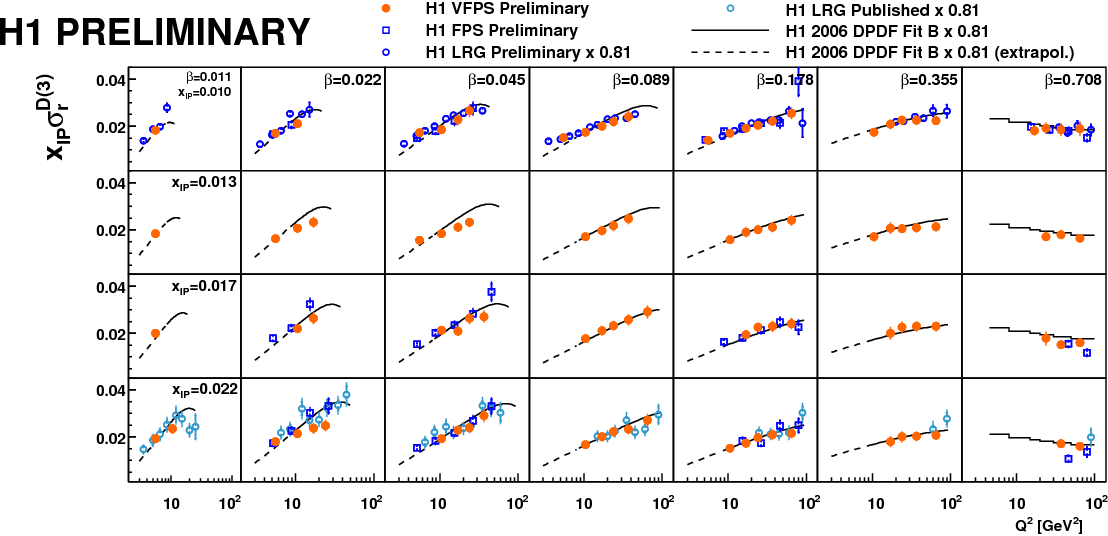 H1 PRELIMINARY
H1 VFPS Preliminary
H1 FPS Preliminary
H1 LRG Preliminary x 0.81
H1 LRG Published x 0.81
H1 2006 DPDF Fit B x 0.81
H1 2006 DPDF Fit B x 0.81 (extrapol.)
x_IP σ_r^D(3)
β=0.011
β=0.022
β=0.045
β=0.089
β=0.178
β=0.355
β=0.708
x_IP=0.010
0.04
0.02
x_IP=0.013
0.04
0.02
x_IP=0.017
0.04
0.02
x_IP=0.022
0.04
0.02
10 10²
10 10²
10 10²
10 10²
10 10²
10 10²
10 10²
Q² [GeV²]